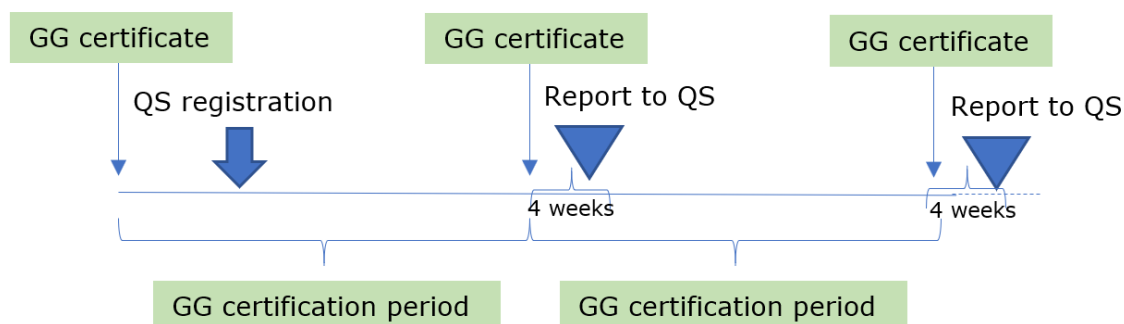 GG certificate
GG certificate
GG certificate
QS registration
Report to QS
Report to QS
4 weeks
4 weeks
GG certification period
GG certification period